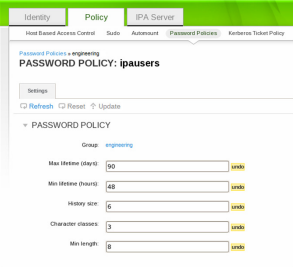 Identity Policy IPA Server
Host Based Access Control Sudo Automount Password Policies Kerberos Ticket Policy
Password Policies » engineering
PASSWORD POLICY: ipausers
Settings
Refresh Reset Update
PASSWORD POLICY
Group: engineering
Max lifetime (days): 90 undo
Min lifetime (hours): 48 undo
History size: 6 undo
Character classes: 3 undo
Min length: 8 undo